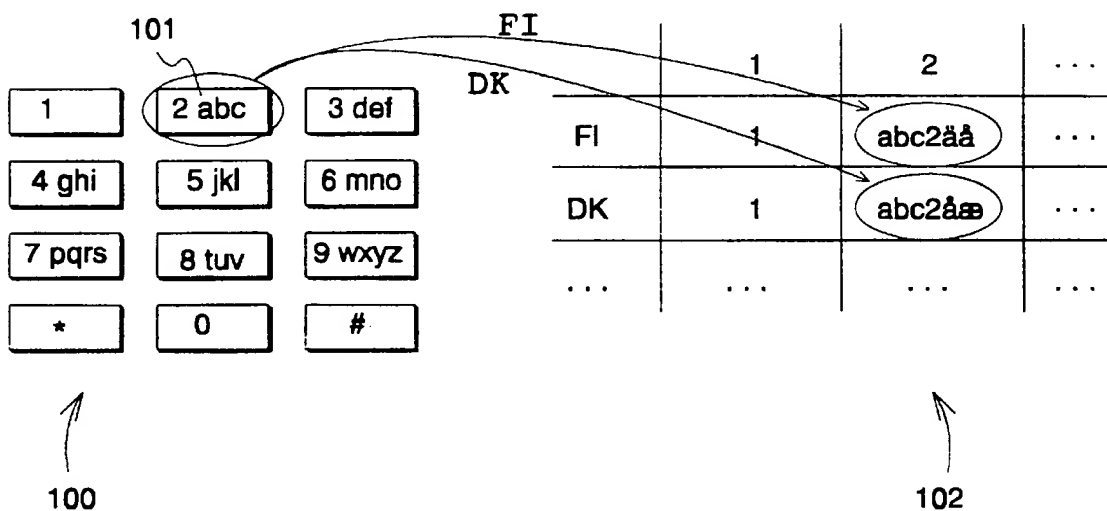 101
FI
DK
1
2 abc
3 def
4 ghi
5 jkl
6 mno
7 pqrs
8 tuv
9 wxyz
*
0
#
100
1 2 ...
FI 1 abc2äå ...
DK 1 abc2åæ ...
... ... ... ...
102